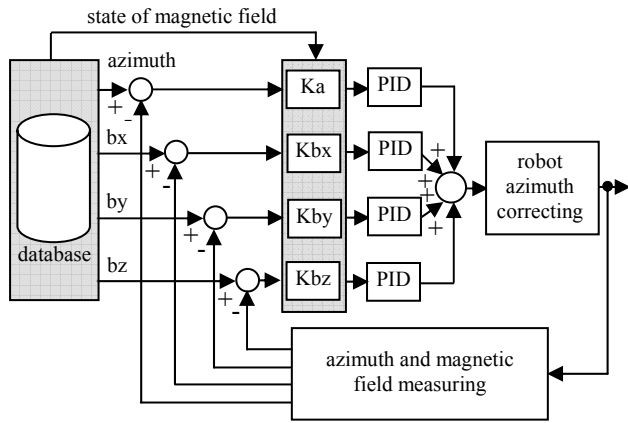 state of magnetic field
azimuth
+
-
bx
+
-
by
+
-
bz
+
-
database
Ka
Kbx
Kby
Kbz
PID
PID
PID
PID
+
+
+
+
robot
azimuth
correcting
azimuth and magnetic
field measuring